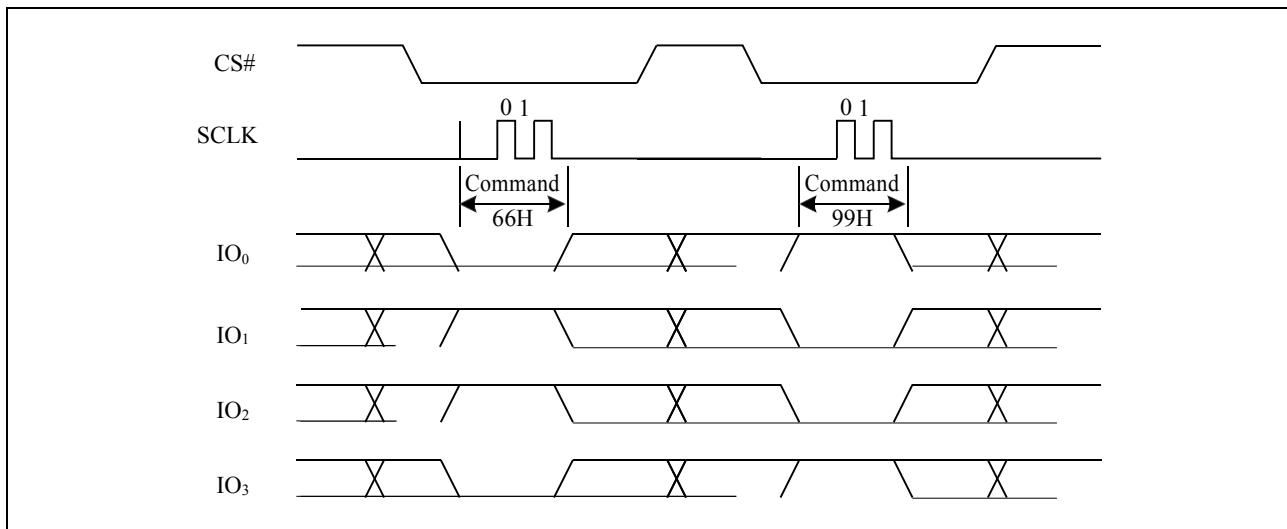 CS#
0 1 0 1
SCLK
Command Command
66H 99H
IO₀
IO₁
IO₂
IO₃